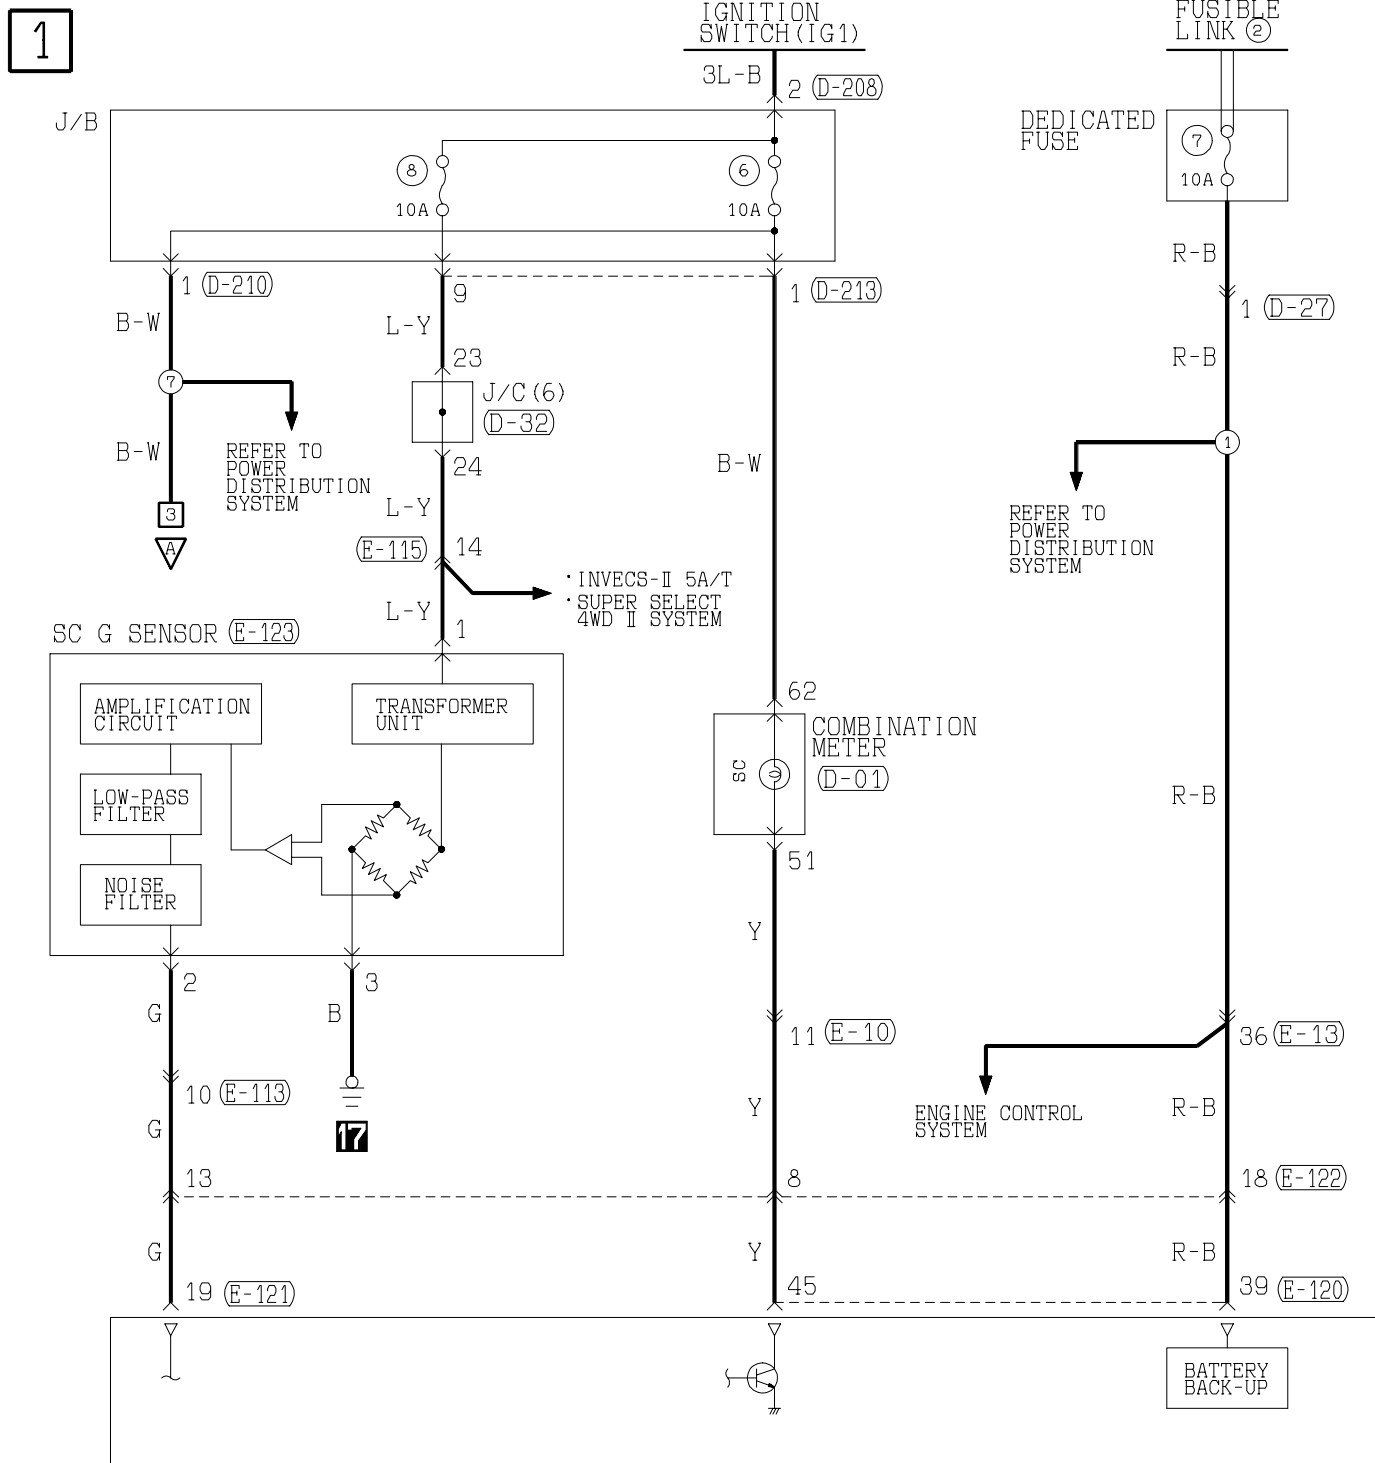 1
IGNITION
SWITCH(IG1)
FUSIBLE
LINK ②
3L-B
2 (D-208)
J/B
DEDICATED
FUSE
8
6
7
10A
10A
10A
R-B
1 (D-210)
9
1 (D-213)
1 (D-27)
B-W
L-Y
R-B
23
7
J/C(6)
(D-32)
1
B-W
REFER TO
POWER
DISTRIBUTION
SYSTEM
24
B-W
L-Y
3
A
REFER TO
POWER
DISTRIBUTION
SYSTEM
(E-115)
14
·INVECS-Ⅱ 5A/T
·SUPER SELECT
4WD Ⅱ SYSTEM
L-Y
1
SC G SENSOR (E-123)
AMPLIFICATION
CIRCUIT
TRANSFORMER
UNIT
62
COMBINATION
METER
(D-01)
SC
LOW-PASS
FILTER
R-B
51
NOISE
FILTER
Y
2
3
G
B
11 (E-10)
36 (E-13)
10 (E-113)
17
Y
ENGINE CONTROL
SYSTEM
R-B
G
13
8
18 (E-122)
G
Y
R-B
19 (E-121)
45
39 (E-120)
BATTERY
BACK-UP